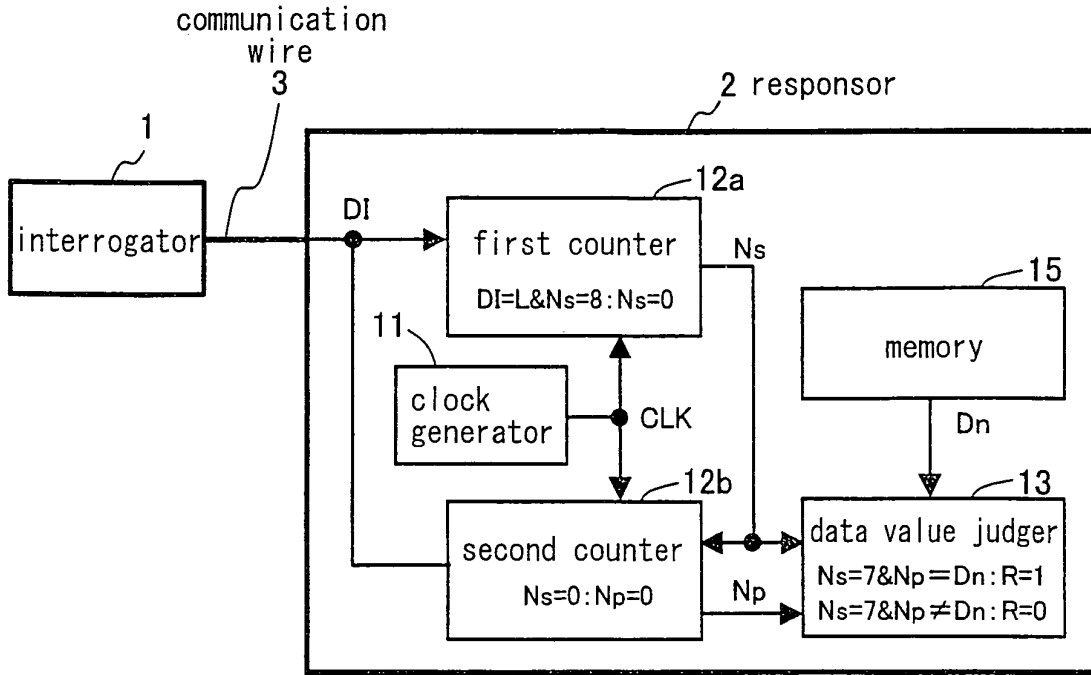 communication
wire
3
2 responsor
1
interrogator
DI
12a
first counter
DI=L&Ns=8:Ns=0
Ns
15
memory
11
clock
generator
CLK
Dn
12b
second counter
Ns=0:Np=0
Np
13
data value judger
Ns=7&Np=Dn:R=1
Ns=7&Np≠Dn:R=0